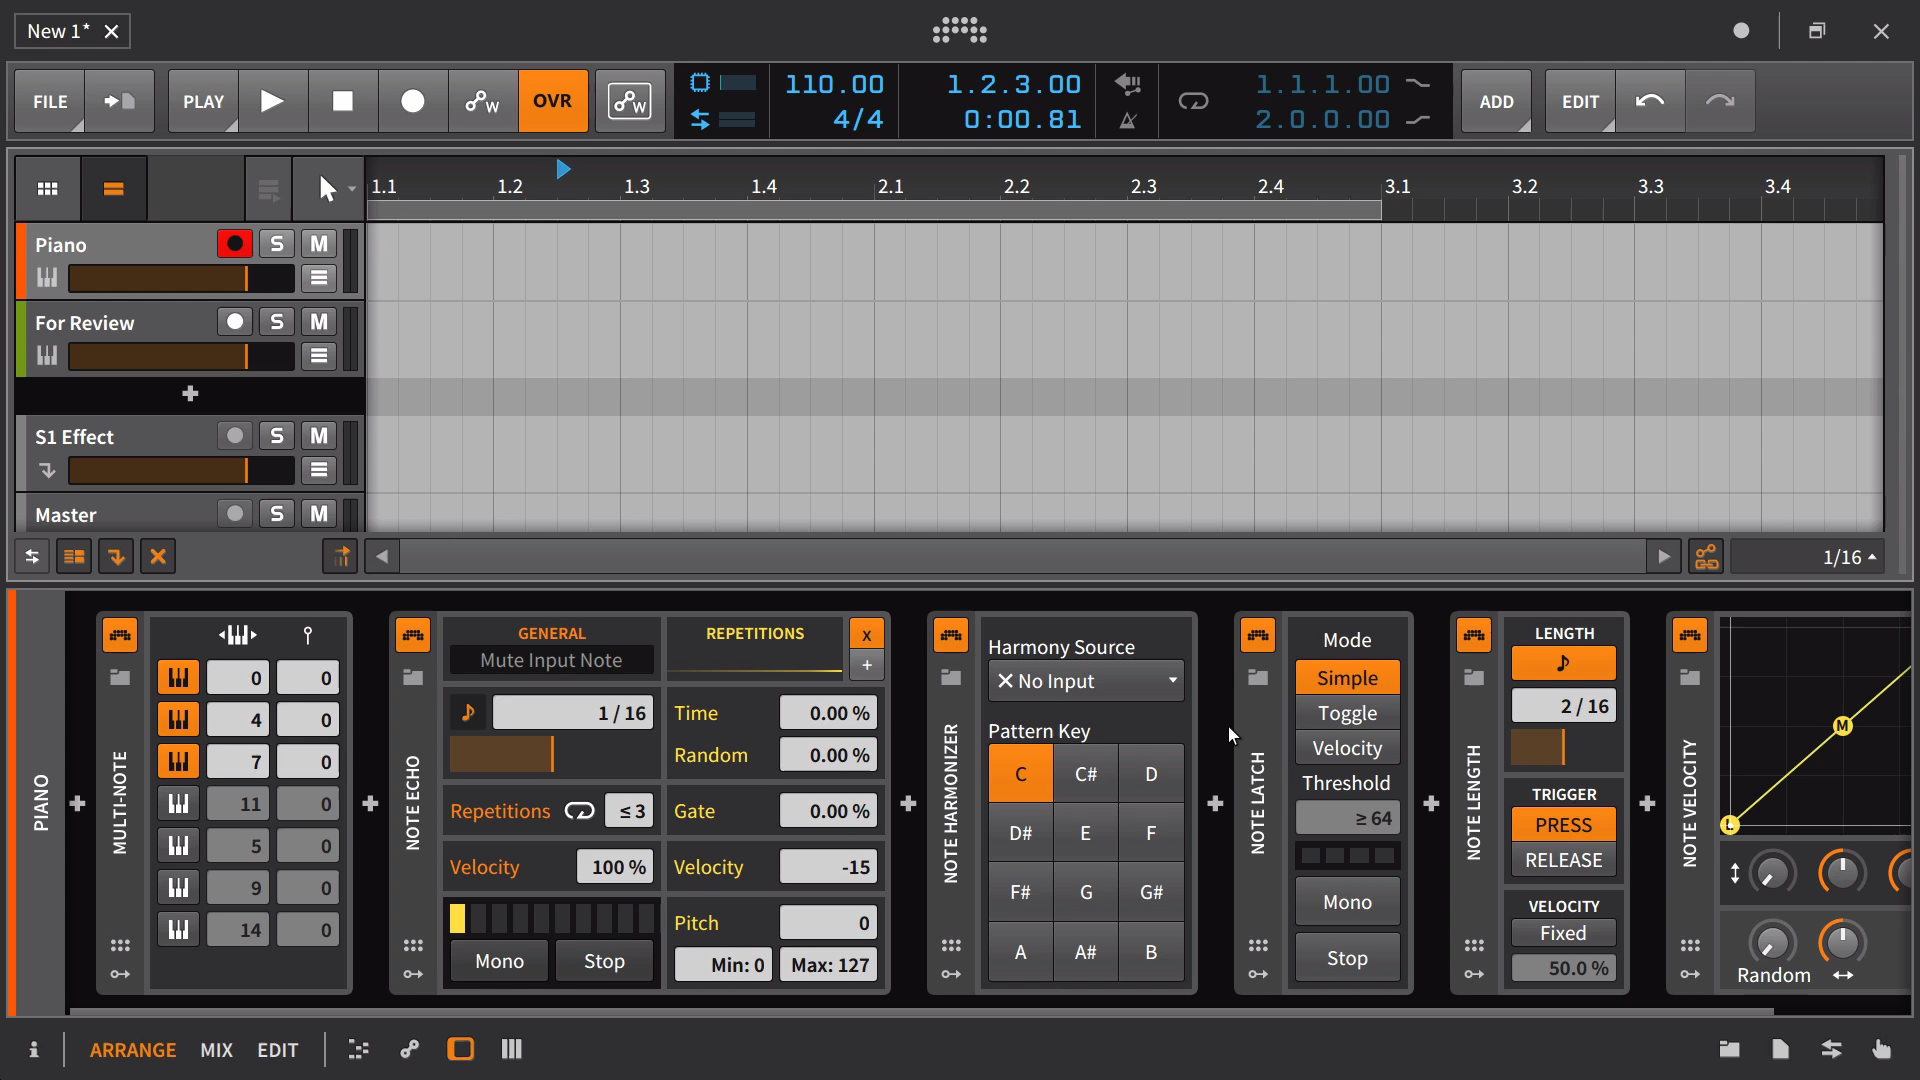 New 1*
FILE
PLAY
W
OVR
W
110.00
4/4
1.2.3.00
0:00.81
1.1.1.00
2.0.0.00
ADD
EDIT
1.1 1.2 1.3 1.4 2.1 2.2 2.3 2.4 3.1 3.2 3.3 3.4
Piano S M
For Review S M
S1 Effect S M
Master S M
1/16
PIANO
MULTI-NOTE
0 0
4 0
7 0
11 0
5 0
9 0
14 0
NOTE ECHO
GENERAL
Mute Input Note
1 / 16
Repetitions ≤ 3
Velocity 100 %
Mono Stop
REPETITIONS
x
+
Time 0.00 %
Random 0.00 %
Gate 0.00 %
Velocity -15
Pitch 0
Min: 0 Max: 127
NOTE HARMONIZER
Harmony Source
No Input
Pattern Key
C C# D
D# E F
F# G G#
A A# B
NOTE LATCH
Mode
Simple
Toggle
Velocity
Threshold
≥ 64
Mono
Stop
NOTE LENGTH
LENGTH
2 / 16
TRIGGER
PRESS
RELEASE
VELOCITY
Fixed
50.0 %
NOTE VELOCITY
M
L
Random
i
ARRANGE MIX EDIT